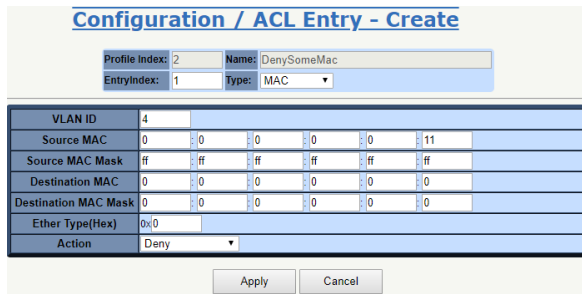 Configuration / ACL Entry - Create
Profile Index: 2 Name: DenySomeMac
EntryIndex: 1 Type: MAC
VLAN ID 4
Source MAC 0 : 0 : 0 : 0 : 0 : 11
Source MAC Mask ff : ff : ff : ff : ff : ff
Destination MAC 0 : 0 : 0 : 0 : 0 : 0
Destination MAC Mask 0 : 0 : 0 : 0 : 0 : 0
Ether Type(Hex) 0x0
Action Deny
Apply Cancel